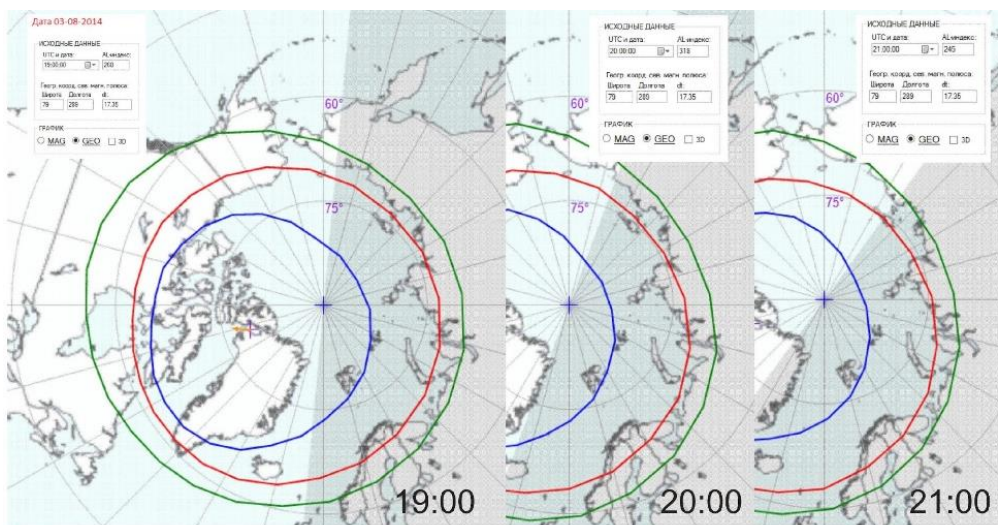 Дата 03-08-2014
ИСХОДНЫЕ ДАННЫЕ
UTC и дата: AL индекс:
19:00:00 200
Геогр. коорд. сев. магн. полюса:
Широта Долгота dt:
79 289 17.35
ГРАФИК
MAG GEO 3D
60°
75°
19:00
ИСХОДНЫЕ ДАННЫЕ
UTC и дата: AL индекс:
20:00:00 318
Геогр. коорд. сев. магн. полюса:
Широта Долгота dt:
79 289 17.35
ГРАФИК
MAG GEO 3D
60°
75°
20:00
ИСХОДНЫЕ ДАННЫЕ
UTC и дата: AL индекс:
21:00:00 245
Геогр. коорд. сев. магн. полюса:
Широта Долгота dt:
79 289 17.35
ГРАФИК
MAG GEO 3D
60°
75°
21:00